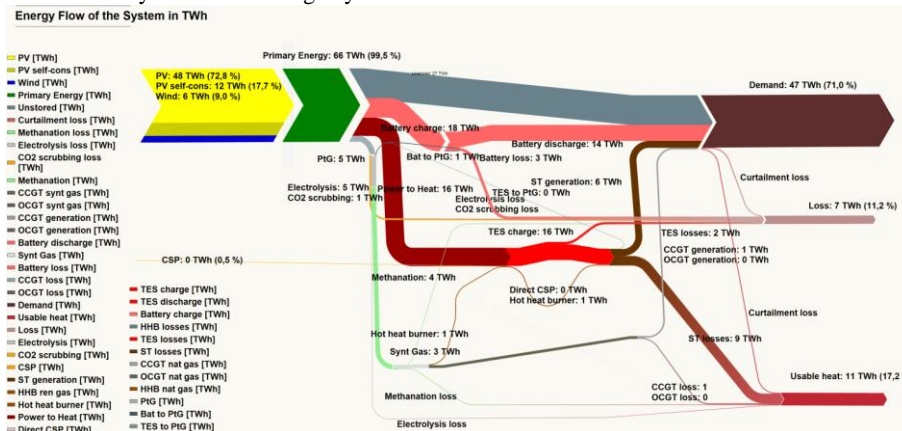 Energy Flow of the System in TWh
PV [TWh]
PV self-cons [TWh]
Wind [TWh]
Primary Energy [TWh]
Unstored [TWh]
Curtailment loss [TWh]
Methanation loss [TWh]
Electrolysis loss [TWh]
CO2 scrubbing loss
[TWh]
Methanation [TWh]
CCGT synt gas [TWh]
OCGT synt gas [TWh]
CCGT generation [TWh]
OCGT generation [TWh]
Battery discharge [TWh]
Synt Gas [TWh]
Battery loss [TWh]
CCGT loss [TWh]
OCGT loss [TWh]
Demand [TWh]
Usable heat [TWh]
Loss [TWh]
Electrolysis [TWh]
CO2 scrubbing [TWh]
CSP [TWh]
ST generation [TWh]
HHB ren gas [TWh]
Hot heat burner [TWh]
Power to Heat [TWh]
Direct CSP [TWh]
TES charge [TWh]
TES discharge [TWh]
Battery charge [TWh]
HHB losses [TWh]
TES losses [TWh]
ST losses [TWh]
CCGT nat gas [TWh]
OCGT nat gas [TWh]
HHB nat gas [TWh]
PtG [TWh]
Bat to PtG [TWh]
TES to PtG [TWh]
PV: 48 TWh (72,8 %)
PV self-cons: 12 TWh (17,7 %)
Wind: 6 TWh (9,0 %)
Primary Energy: 66 TWh (99,5 %)
Demand: 47 TWh (71,0 %)
Battery charge: 18 TWh
Battery discharge: 14 TWh
PtG: 5 TWh
Bat to PtG: 1 TWh
Battery loss: 3 TWh
Electrolysis: 5 TWh
CO2 scrubbing: 1 TWh
Power to Heat: 16 TWh
ST generation: 6 TWh
TES to PtG: 0 TWh
Electrolysis loss
CO2 scrubbing loss
Curtailment loss
Loss: 7 TWh (11,2 %)
TES charge: 16 TWh
TES losses: 2 TWh
CCGT generation: 1 TWh
OCGT generation: 0 TWh
CSP: 0 TWh (0,5 %)
Methanation: 4 TWh
Direct CSP: 0 TWh
Hot heat burner: 1 TWh
Curtailment loss
Hot heat burner: 1 TWh
Synt Gas: 3 TWh
ST losses: 9 TWh
Usable heat: 11 TWh (17,2
CCGT loss: 1
OCGT loss: 0
Methanation loss
Electrolysis loss